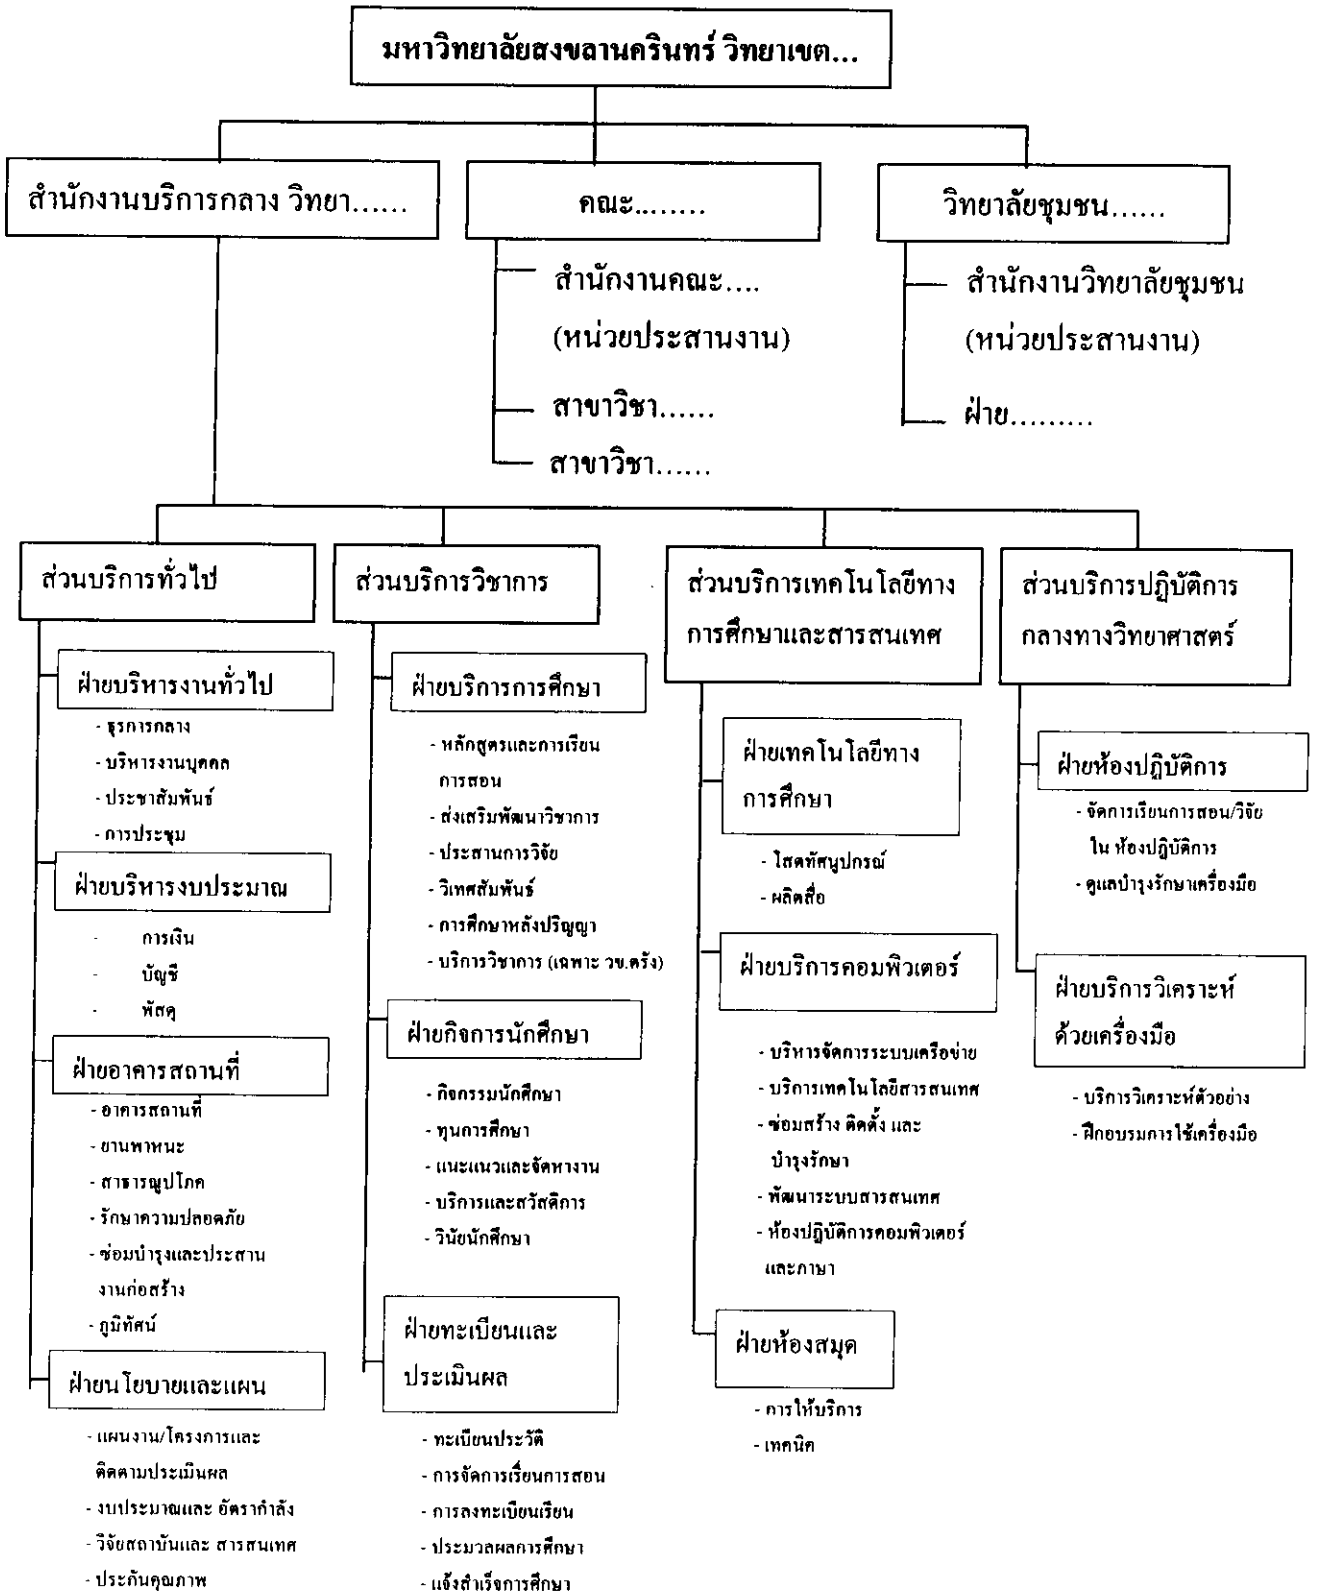 มหาวิทยาลัยสงขลานครินทร์ วิทยาเขต...
สำนักงานบริการกลาง วิทยา......
คณะ........
วิทยาลัยชุมชน......
สำนักงานคณะ....
(หน่วยประสานงาน)
สาขาวิชา......
สาขาวิชา......
สำนักงานวิทยาลัยชุมชน
(หน่วยประสานงาน)
ฝ่าย.........
ส่วนบริการทั่วไป
ฝ่ายบริหารงานทั่วไป
- ธุรการกลาง
- บริหารงานบุคคล
- ประชาสัมพันธ์
- การประชุม
ฝ่ายบริหารงบประมาณ
- การเงิน
- บัญชี
- พัสดุ
ฝ่ายอาคารสถานที่
- อาคารสถานที่
- ยานพาหนะ
- สาธารณูปโภค
- รักษาความปลอดภัย
- ซ่อมบำรุงและประสาน
งานก่อสร้าง
- ภูมิทัศน์
ฝ่ายนโยบายและแผน
- แผนงาน/โครงการและ
ติดตามประเมินผล
- งบประมาณและ อัตรากำลัง
- วิจัยสถาบันและ สารสนเทศ
- ประกันคุณภาพ
ส่วนบริการวิชาการ
ฝ่ายบริการการศึกษา
- หลักสูตรและการเรียน
การสอน
- ส่งเสริมพัฒนาวิชาการ
- ประสานการวิจัย
- วิเทศสัมพันธ์
- การศึกษาหลังปริญญา
- บริการวิชาการ (เฉพาะ วข.ตรัง)
ฝ่ายกิจการนักศึกษา
- กิจกรรมนักศึกษา
- ทุนการศึกษา
- แนะแนวและจัดหางาน
- บริการและสวัสดิการ
- วินัยนักศึกษา
ฝ่ายทะเบียนและ
ประเมินผล
- ทะเบียนประวัติ
- การจัดการเรียนการสอน
- การลงทะเบียนเรียน
- ประมวลผลการศึกษา
- แจ้งสำเร็จการศึกษา
ส่วนบริการเทคโนโลยีทาง
การศึกษาและสารสนเทศ
ฝ่ายเทคโนโลยีทาง
การศึกษา
- โสตทัศนูปกรณ์
- ผลิตสื่อ
ฝ่ายบริการคอมพิวเตอร์
- บริหารจัดการระบบเครือข่าย
- บริการเทคโนโลยีสารสนเทศ
- ซ่อมสร้าง ติดตั้ง และ
บำรุงรักษา
- พัฒนาระบบสารสนเทศ
- ห้องปฏิบัติการคอมพิวเตอร์
และภาษา
ฝ่ายห้องสมุด
- การให้บริการ
- เทคนิค
ส่วนบริการปฏิบัติการ
กลางทางวิทยาศาสตร์
ฝ่ายห้องปฏิบัติการ
- จัดการเรียนการสอน/วิจัย
ใน ห้องปฏิบัติการ
- ดูแลบำรุงรักษาเครื่องมือ
ฝ่ายบริการวิเคราะห์
ด้วยเครื่องมือ
- บริการวิเคราะห์ตัวอย่าง
- ฝึกอบรมการใช้เครื่องมือ